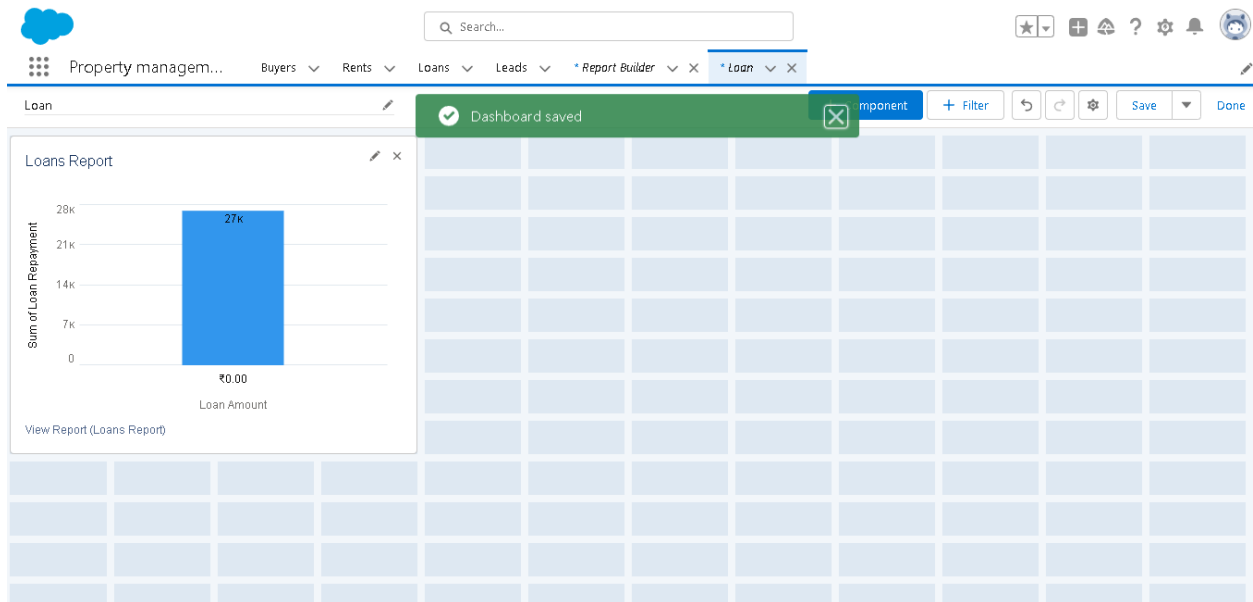 Search...
Property managem... Buyers Rents Loans Leads * Report Builder * Loan
Loan
Dashboard saved
omponent
+ Filter
Save
Done
Loans Report
28K
27K
21K
14K
7K
0
Sum of Loan Repayment
₹0.00
Loan Amount
View Report (Loans Report)